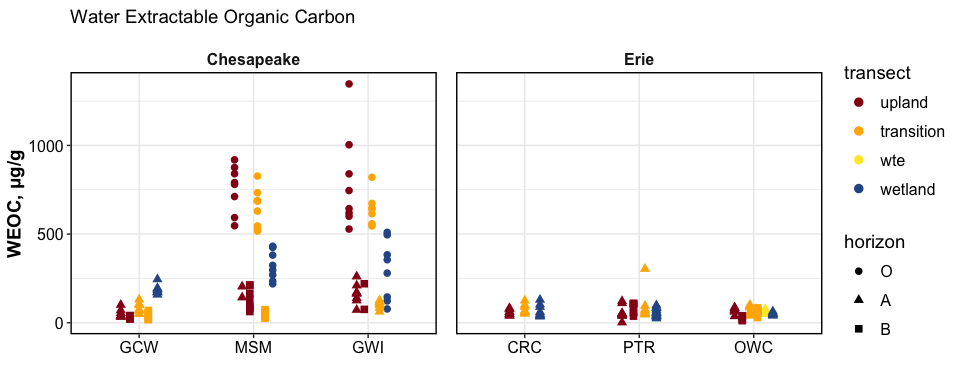 Water Extractable Organic Carbon
Chesapeake
Erie
WEOC, μg/g
1000
500
0
GCW
MSM
GWI
CRC
PTR
OWC
transect
upland
transition
wte
wetland
horizon
O
A
B